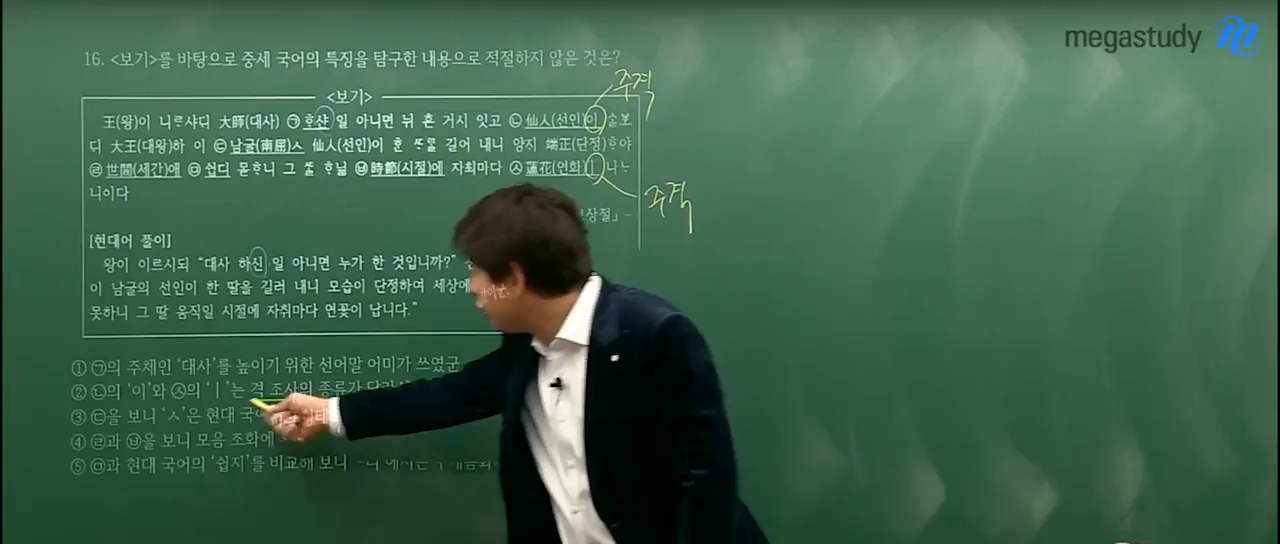 megastudy
16. <보기>를 바탕으로 중세 국어의 특징을 탐구한 내용으로 적절하지 않은 것은?
주격
<보기>
王(왕)이 니ᄅᆞ샤ᄃᆡ 大師(대사) ㉠ᄒᆞ샨 일 아니면 뉘 혼 거시 잇고 ㉡仙人(선인)이 ᄉᆞᆯᄫᅩ
ᄃᆡ 大王(대왕)하 이 ㉢남굴(南屈)ㅅ 仙人(선인)이 ᄒᆞᆫ ᄯᆞᄅᆞᆯ 길어 내니 양지 端正(단정)ᄒᆞ야
㉣世間(세간)애 ㉤쉽디 몯ᄒᆞ니 그 ᄯᆞᆯ ᄒᆞ닐 ㉥時節(시절)에 자최마다 ㉦蓮花(연화)ㅣ 나ᄂᆞ
니이다
주격
상절」-
[현대어 풀이]
왕이 이르시되 “대사 하신 일 아니면 누가 한 것입니까?”
이 남굴의 선인이 한 딸을 길러 내니 모습이 단정하여 세상에
못하니 그 딸 움직일 시절에 자취마다 연꽃이 납니다.”
① ㉠의 주체인 ‘대사’를 높이기 위한 선어말 어미가 쓰였군
② ㉡의 ‘이’와 ㉦의 ‘ㅣ’는 격 조사의 종류가
③ ㉢을 보니 ‘ㅅ’은 현대
④ ㉣과 ㉥을 보니 모음 조화에
⑤ ㉤과 현대 국어의 ‘쉽지’를 비교해 보니